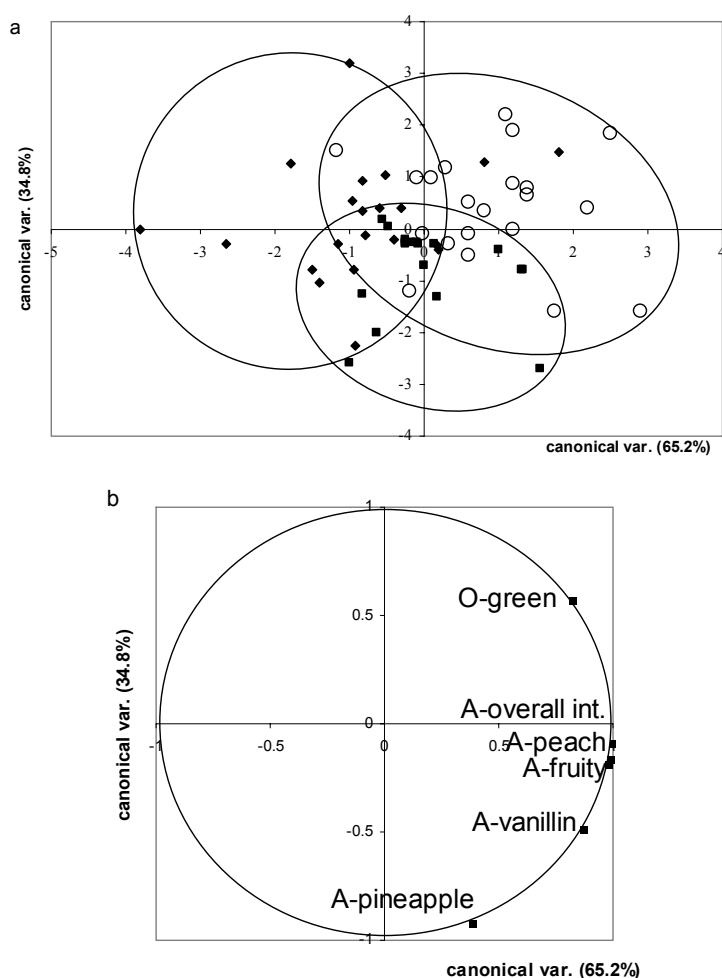 a
4
3
2
1
0
-5 -4 -3 -2 -1 0 1 2 3 4
-1
-2
-3
-4
canonical var. (34.8%)
canonical var. (65.2%)
b
1
O-green
0.5
A-overall int.
0
-1 -0.5 0 0.5 1
A-peach
A-fruity
-0.5
A-vanillin
A-pineapple
-1
canonical var. (34.8%)
canonical var. (65.2%)